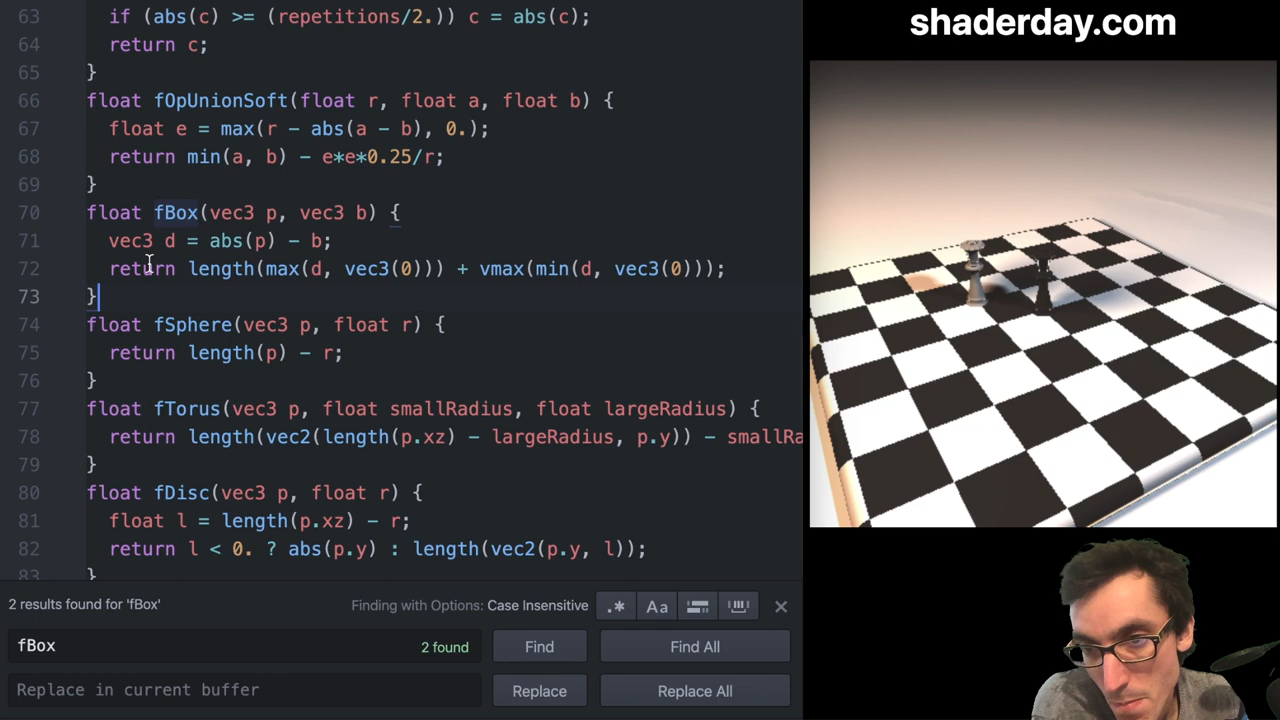 63 if (abs(c) >= (repetitions/2.)) c = abs(c);
64 return c;
65 }
66 float fOpUnionSoft(float r, float a, float b) {
67 float e = max(r - abs(a - b), 0.);
68 return min(a, b) - e*e*0.25/r;
69 }
70 float fBox(vec3 p, vec3 b) {
71 vec3 d = abs(p) - b;
72 return length(max(d, vec3(0))) + vmax(min(d, vec3(0)));
73 }
74 float fSphere(vec3 p, float r) {
75 return length(p) - r;
76 }
77 float fTorus(vec3 p, float smallRadius, float largeRadius) {
78 return length(vec2(length(p.xz) - largeRadius, p.y)) - smallRa
79 }
80 float fDisc(vec3 p, float r) {
81 float l = length(p.xz) - r;
82 return l < 0. ? abs(p.y) : length(vec2(p.y, l));
83 }
2 results found for 'fBox'
Finding with Options: Case Insensitive
.* Aa
fBox
2 found
Find
Find All
Replace in current buffer
Replace
Replace All
shaderday.com